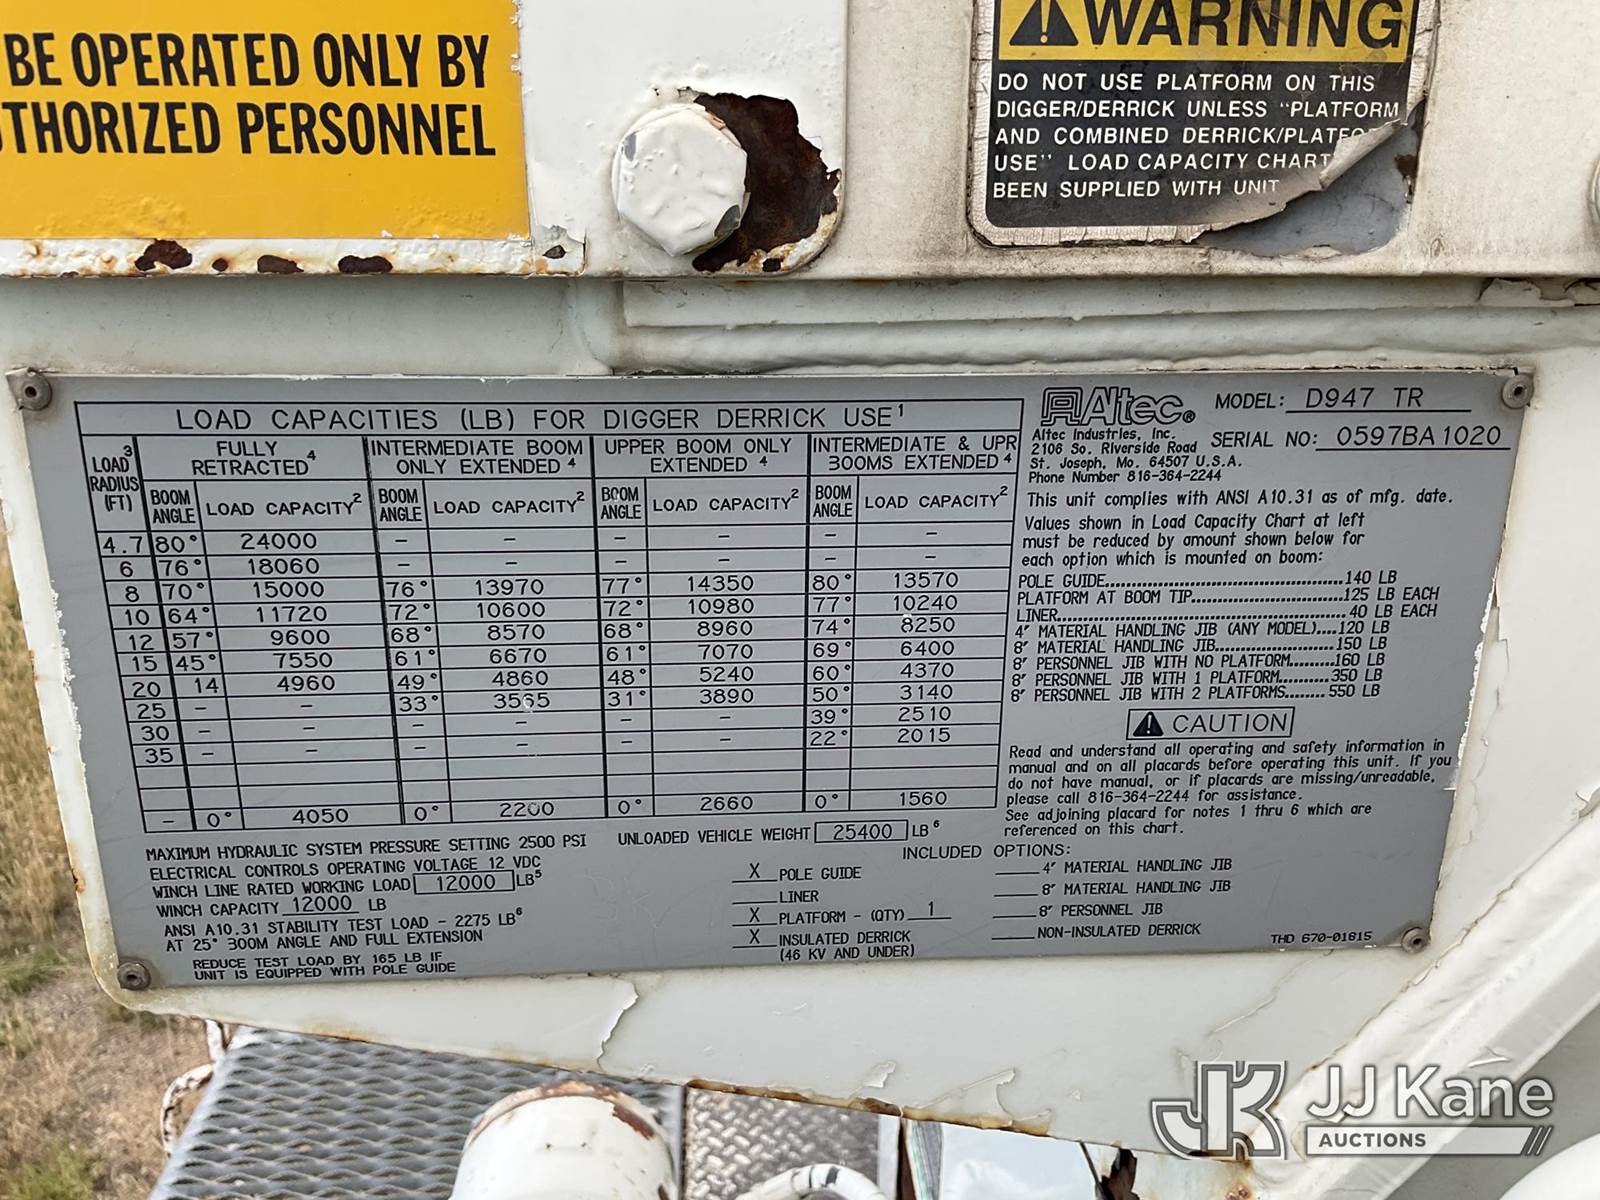 BE OPERATED ONLY BY
THORIZED PERSONNEL
WARNING
DO NOT USE PLATFORM ON THIS
DIGGER/DERRICK UNLESS "PLATFORM
AND COMBINED DERRICK/PLATFO
USE" LOAD CAPACITY CHART
BEEN SUPPLIED WITH UNIT
LOAD CAPACITIES (LB) FOR DIGGER DERRICK USE1
LOAD3 RADIUS (FT) FULLY RETRACTED4 INTERMEDIATE BOOM ONLY EXTENDED4 UPPER BOOM ONLY EXTENDED4 INTERMEDIATE & UPR BOOMS EXTENDED4
BOOM ANGLE LOAD CAPACITY2 BOOM ANGLE LOAD CAPACITY2 BOOM ANGLE LOAD CAPACITY2 BOOM ANGLE LOAD CAPACITY2
4.7 80° 24000 - - - - - -
6 76° 18060 - - - - - -
8 70° 15000 76° 13970 77° 14350 80° 13570
10 64° 11720 72° 10600 72° 10980 77° 10240
12 57° 9600 68° 8570 68° 8960 74° 8250
15 45° 7550 61° 6670 61° 7070 69° 6400
20 14 4960 49° 4860 48° 5240 60° 4370
25 - - 33° 3565 31° 3890 50° 3140
30 - - - - - - 39° 2510
35 - - - - - - 22° 2015
- 0° 4050 0° 2200 0° 2660 0° 1560
MAXIMUM HYDRAULIC SYSTEM PRESSURE SETTING 2500 PSI
ELECTRICAL CONTROLS OPERATING VOLTAGE 12 VDC
WINCH LINE RATED WORKING LOAD 12000 LB5
WINCH CAPACITY 12000 LB
ANSI A10.31 STABILITY TEST LOAD - 2275 LB6
AT 25° BOOM ANGLE AND FULL EXTENSION
REDUCE TEST LOAD BY 165 LB IF
UNIT IS EQUIPPED WITH POLE GUIDE
UNLOADED VEHICLE WEIGHT 25400 LB6
INCLUDED OPTIONS:
X POLE GUIDE
LINER
X PLATFORM - (QTY) 1
X INSULATED DERRICK
(46 KV AND UNDER)
4" MATERIAL HANDLING JIB
8" MATERIAL HANDLING JIB
8" PERSONNEL JIB
NON-INSULATED DERRICK
THD 670-01815
Altec® MODEL: D947 TR
SERIAL NO: 0597BA1020
Altec Industries, Inc.
2106 So. Riverside Road
St. Joseph, Mo. 64507 U.S.A.
Phone Number 816-364-2244
This unit complies with ANSI A10.31 as of mfg. date.
Values shown in Load Capacity Chart at left
must be reduced by amount shown below for
each option which is mounted on boom:
POLE GUIDE 140 LB
PLATFORM AT BOOM TIP 125 LB EACH
LINER 40 LB EACH
4" MATERIAL HANDLING JIB (ANY MODEL) 120 LB
8" MATERIAL HANDLING JIB 150 LB
8" PERSONNEL JIB WITH NO PLATFORM 160 LB
8" PERSONNEL JIB WITH 1 PLATFORM 350 LB
8" PERSONNEL JIB WITH 2 PLATFORMS 550 LB
CAUTION
Read and understand all operating and safety information in
manual and on all placards before operating this unit. If you
do not have manual, or if placards are missing/unreadable,
please call 816-364-2244 for assistance.
See adjoining placard for notes 1 thru 6 which are
referenced on this chart.
JK JJ Kane
AUCTIONS